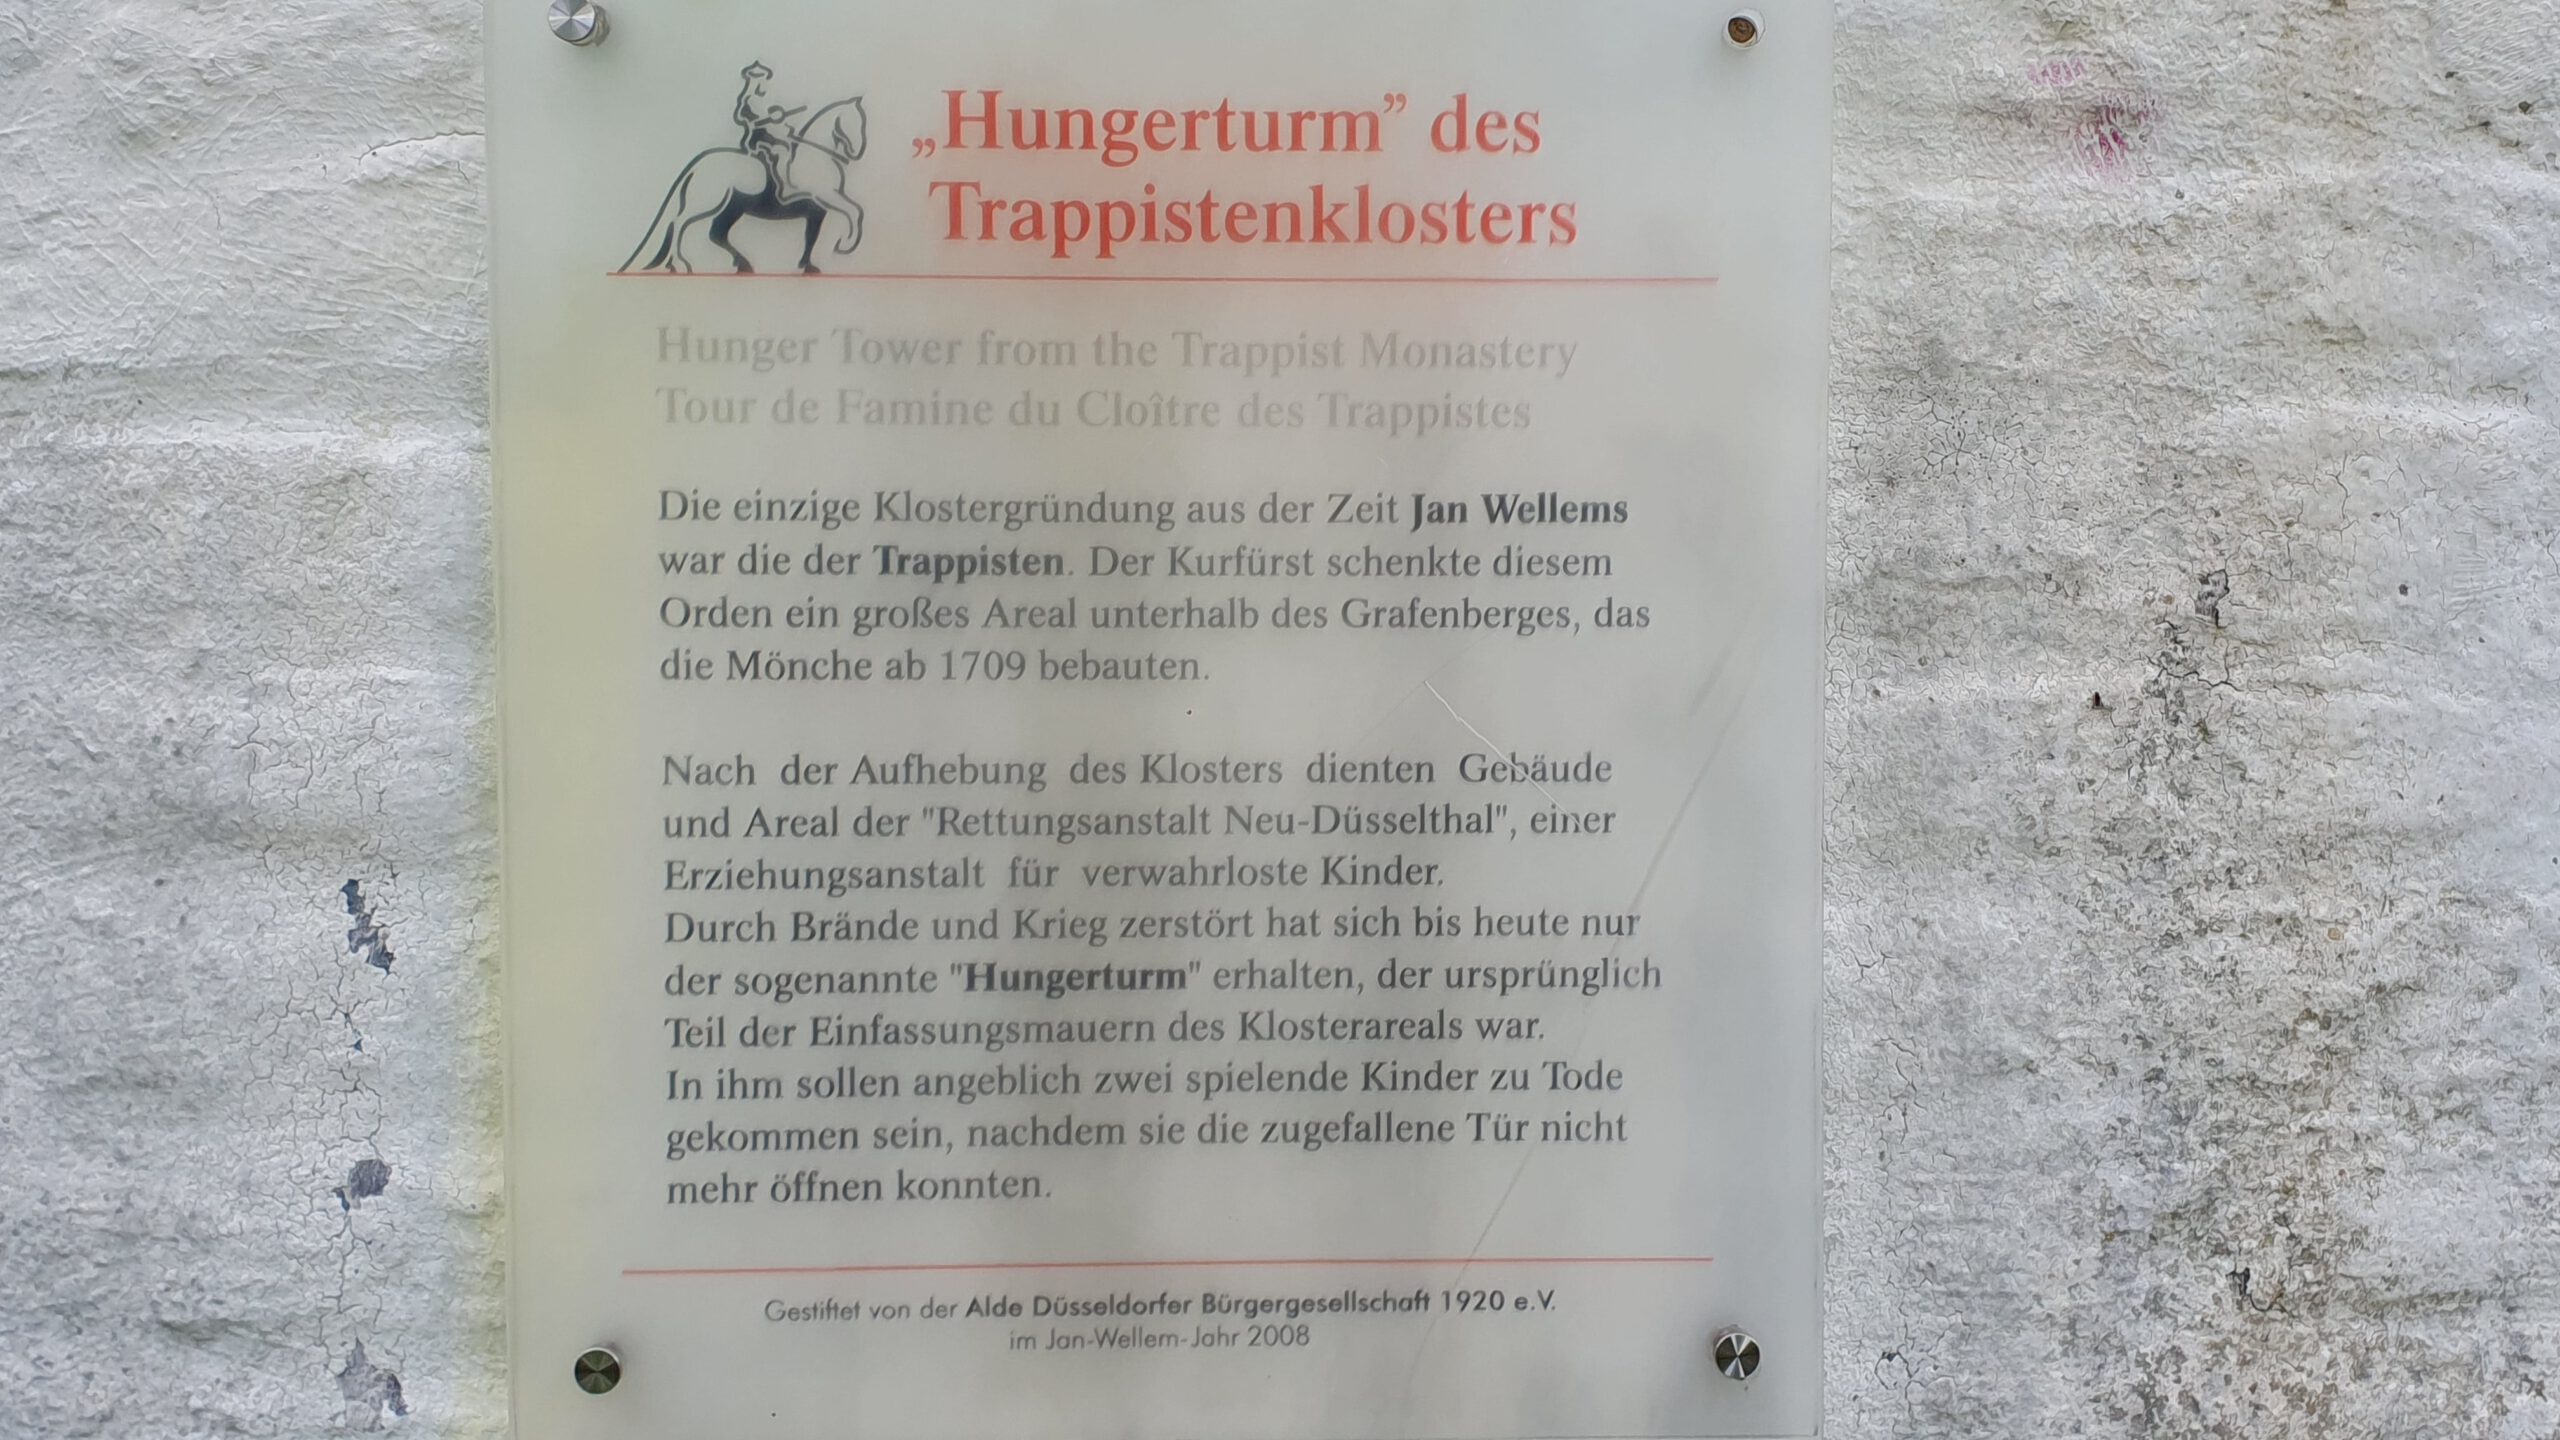 „Hungerturm” des
Trappistenklosters
Hunger Tower from the Trappist Monastery
Tour de Famine du Cloître des Trappistes
Die einzige Klostergründung aus der Zeit Jan Wellems
war die der Trappisten. Der Kurfürst schenkte diesem
Orden ein großes Areal unterhalb des Grafenberges, das
die Mönche ab 1709 bebauten.
Nach der Aufhebung des Klosters dienten Gebäude
und Areal der "Rettungsanstalt Neu-Düsselthal", einer
Erziehungsanstalt für verwahrloste Kinder.
Durch Brände und Krieg zerstört hat sich bis heute nur
der sogenannte "Hungerturm" erhalten, der ursprünglich
Teil der Einfassungsmauern des Klosterareals war.
In ihm sollen angeblich zwei spielende Kinder zu Tode
gekommen sein, nachdem sie die zugefallene Tür nicht
mehr öffnen konnten.
Gestiftet von der Alde Düsseldorfer Bürgergesellschaft 1920 e.V.
im Jan-Wellem-Jahr 2008